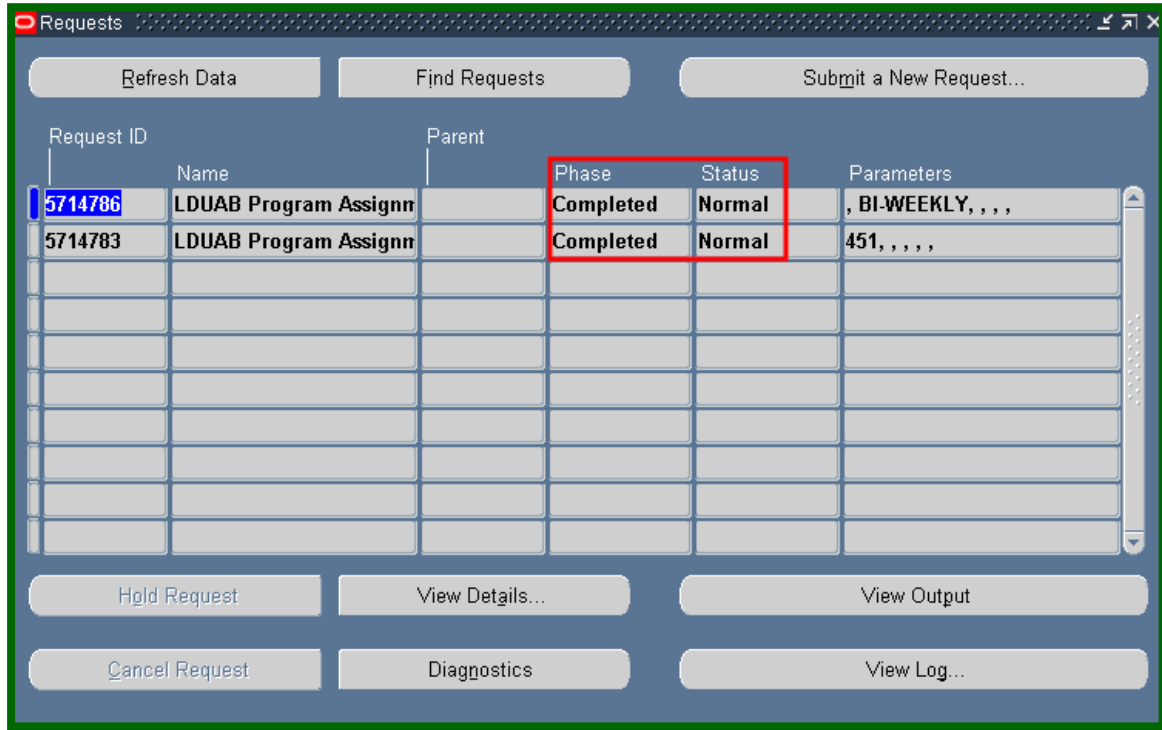 Requests
Refresh Data Find Requests Submit a New Request...
Request ID Parent
Name Phase Status Parameters
5714786 LDUAB Program Assignm Completed Normal , BI-WEEKLY, , , ,
5714783 LDUAB Program Assignm Completed Normal 451, , , , ,
Hold Request View Details... View Output
Cancel Request Diagnostics View Log...